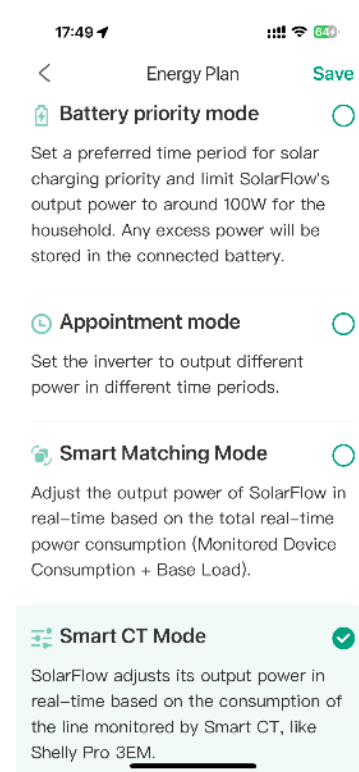 17:49
64
Energy Plan
Save
Battery priority mode
Set a preferred time period for solar
charging priority and limit SolarFlow's
output power to around 100W for the
household. Any excess power will be
stored in the connected battery.
Appointment mode
Set the inverter to output different
power in different time periods.
Smart Matching Mode
Adjust the output power of SolarFlow in
real-time based on the total real-time
power consumption (Monitored Device
Consumption + Base Load).
Smart CT Mode
SolarFlow adjusts its output power in
real-time based on the consumption of
the line monitored by Smart CT, like
Shelly Pro 3EM.